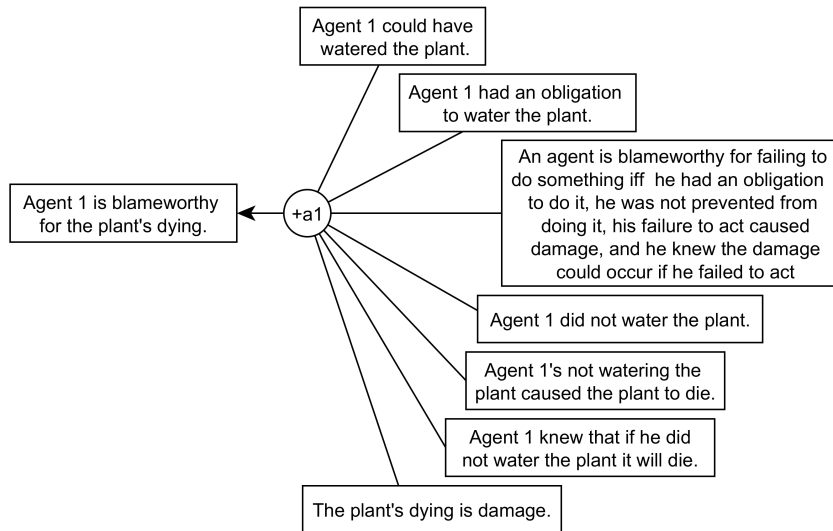 Agent 1 could have
watered the plant.
Agent 1 had an obligation
to water the plant.
An agent is blameworthy for failing to
do something iff he had an obligation
to do it, he was not prevented from
doing it, his failure to act caused
damage, and he knew the damage
could occur if he failed to act
Agent 1 is blameworthy
for the plant's dying.
+a1
Agent 1 did not water the plant.
Agent 1's not watering the
plant caused the plant to die.
Agent 1 knew that if he did
not water the plant it will die.
The plant's dying is damage.